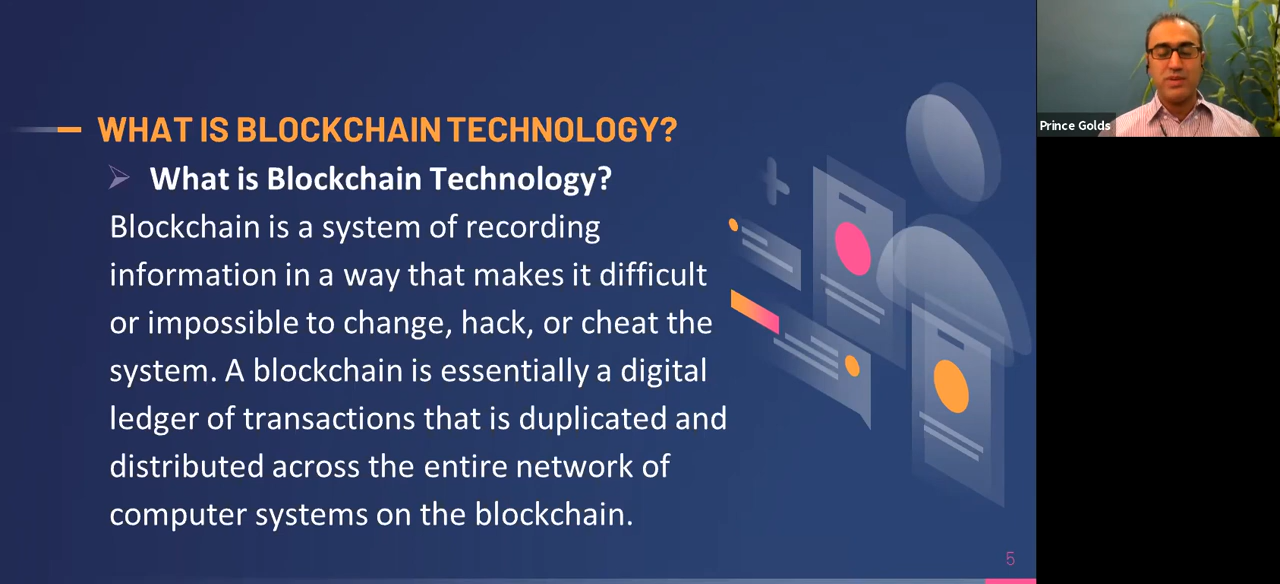 WHAT IS BLOCKCHAIN TECHNOLOGY?
What is Blockchain Technology?
Blockchain is a system of recording
information in a way that makes it difficult
or impossible to change, hack, or cheat the
system. A blockchain is essentially a digital
ledger of transactions that is duplicated and
distributed across the entire network of
computer systems on the blockchain.
5
Prince Golds